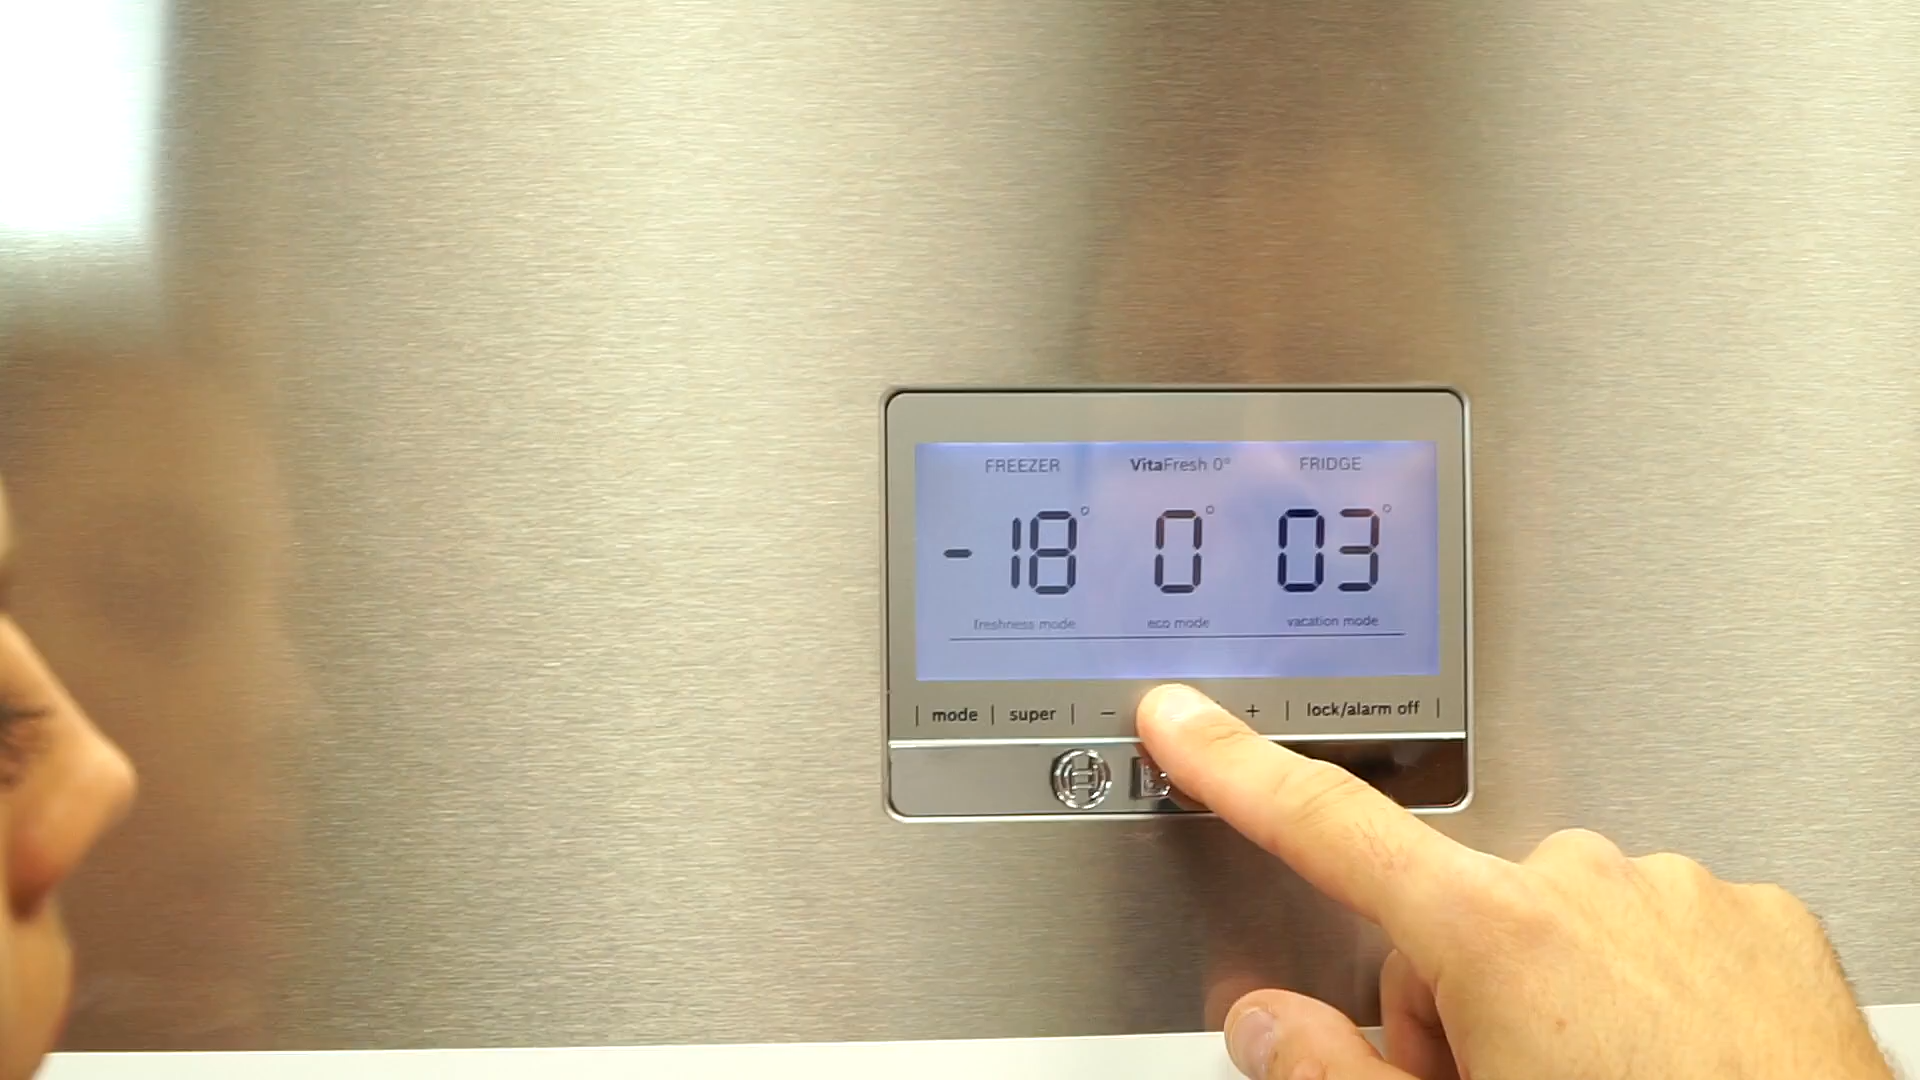 FREEZER VitaFresh 0° FRIDGE
-18° 0° 03°
freshness mode eco mode vacation mode
| mode | super | - + | lock/alarm off |